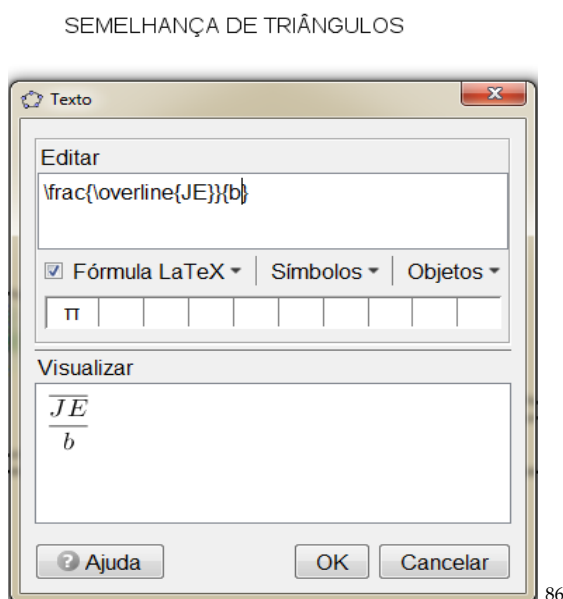 SEMELHANÇA DE TRIÂNGULOS
Texto
Editar
\frac{\overline{JE}}{b}
Fórmula LaTeX
Símbolos
Objetos
π
Visualizar
JE
b
Ajuda
OK
Cancelar
86